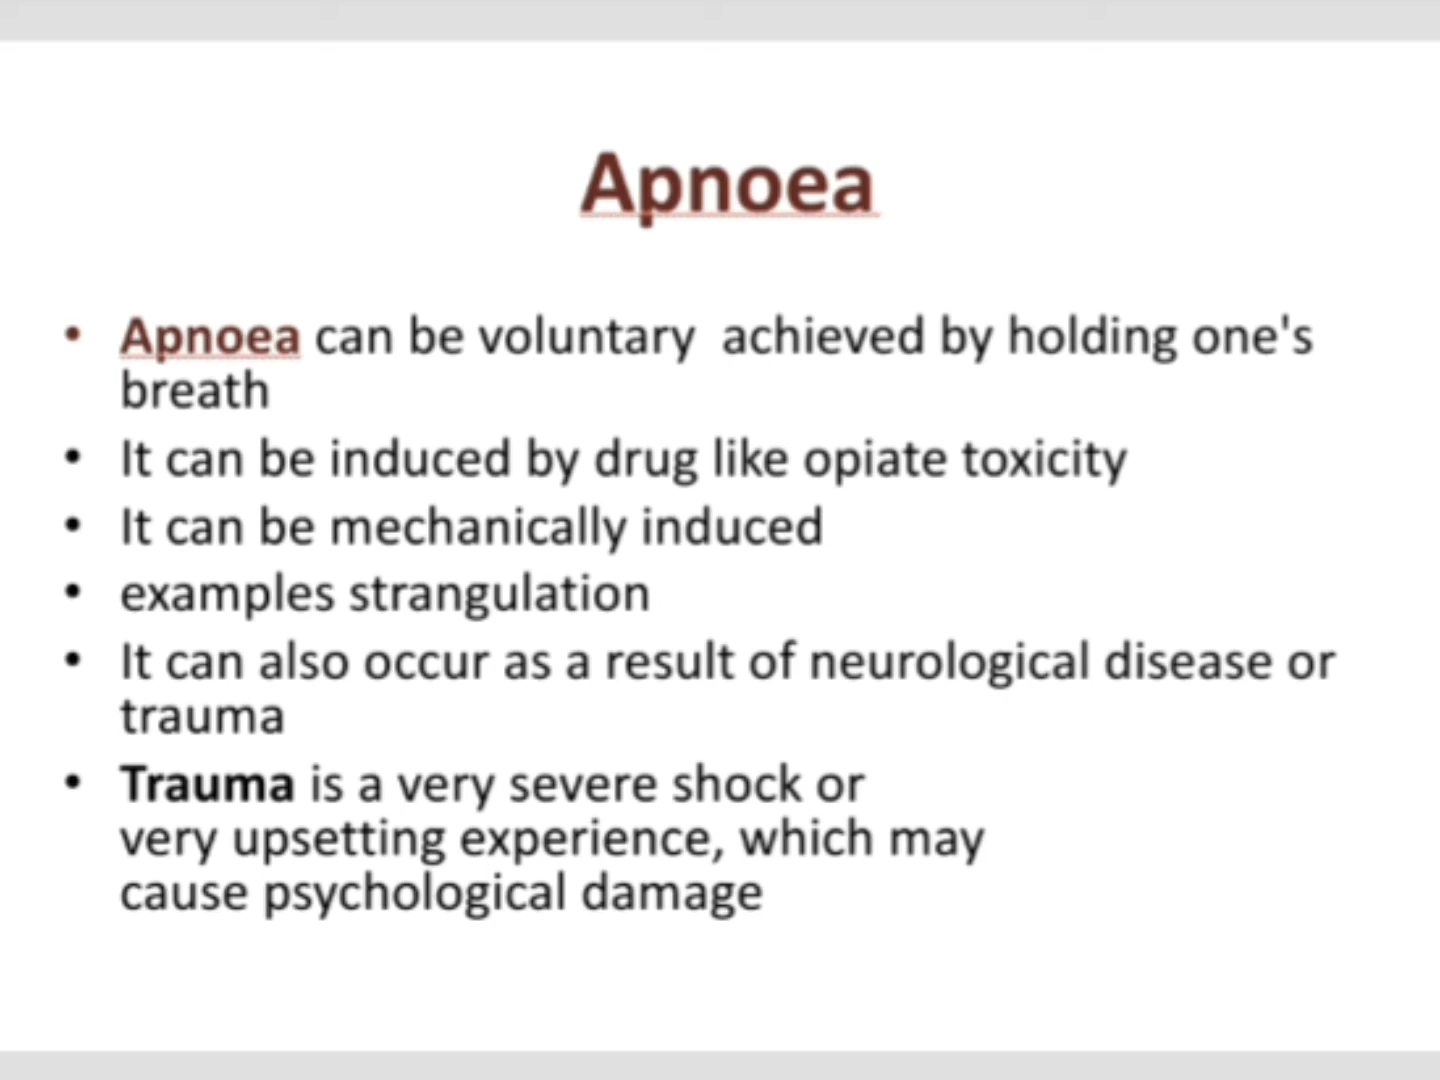 Apnoea
• Apnoea can be voluntary  achieved by holding one's
breath
• It can be induced by drug like opiate toxicity
• It can be mechanically induced
• examples strangulation
• It can also occur as a result of neurological disease or
trauma
• Trauma is a very severe shock or
very upsetting experience, which may
cause psychological damage